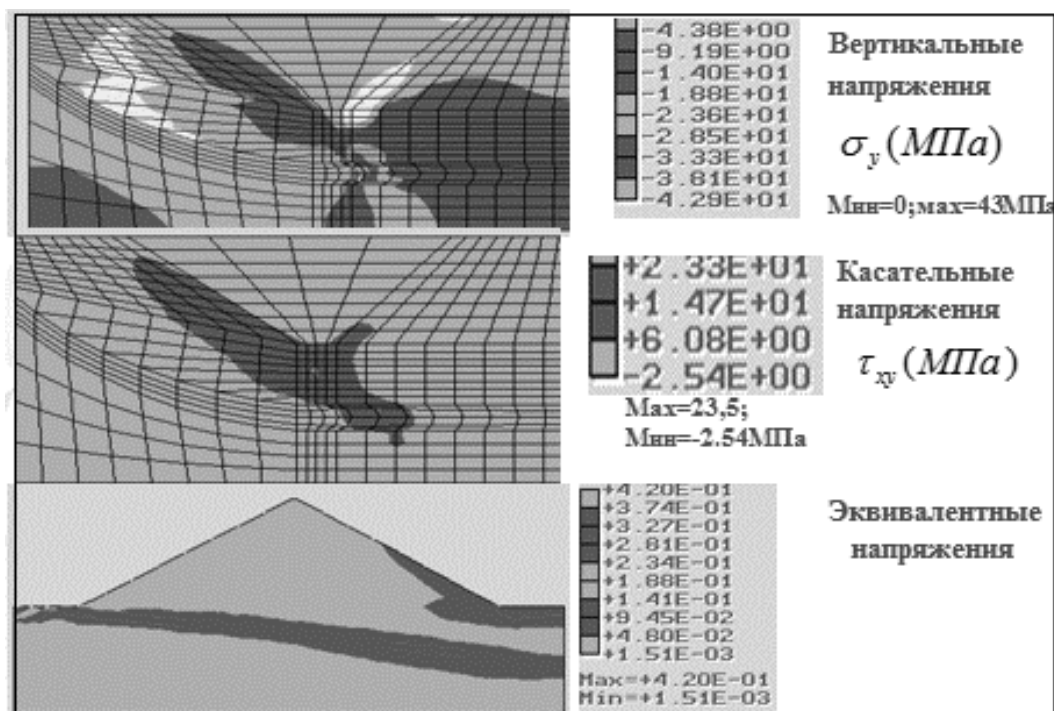 -4.38E+00
-9.19E+00
-1.40E+01
-1.88E+01
-2.36E+01
-2.85E+01
-3.33E+01
-3.81E+01
-4.29E+01
Вертикальные
напряжения
σy(МПа)
Мин=0;мах=43МПа
+2.33E+01
+1.47E+01
+6.08E+00
-2.54E+00
Мах=23,5;
Мин=-2.54МПа
Касательные
напряжения
τxy(МПа)
+4.20E-01
+3.74E-01
+3.27E-01
+2.81E-01
+2.34E-01
+1.88E-01
+1.41E-01
+9.45E-02
+4.80E-02
+1.51E-03
Max=+4.20E-01
Min=+1.51E-03
Эквивалентные
напряжения